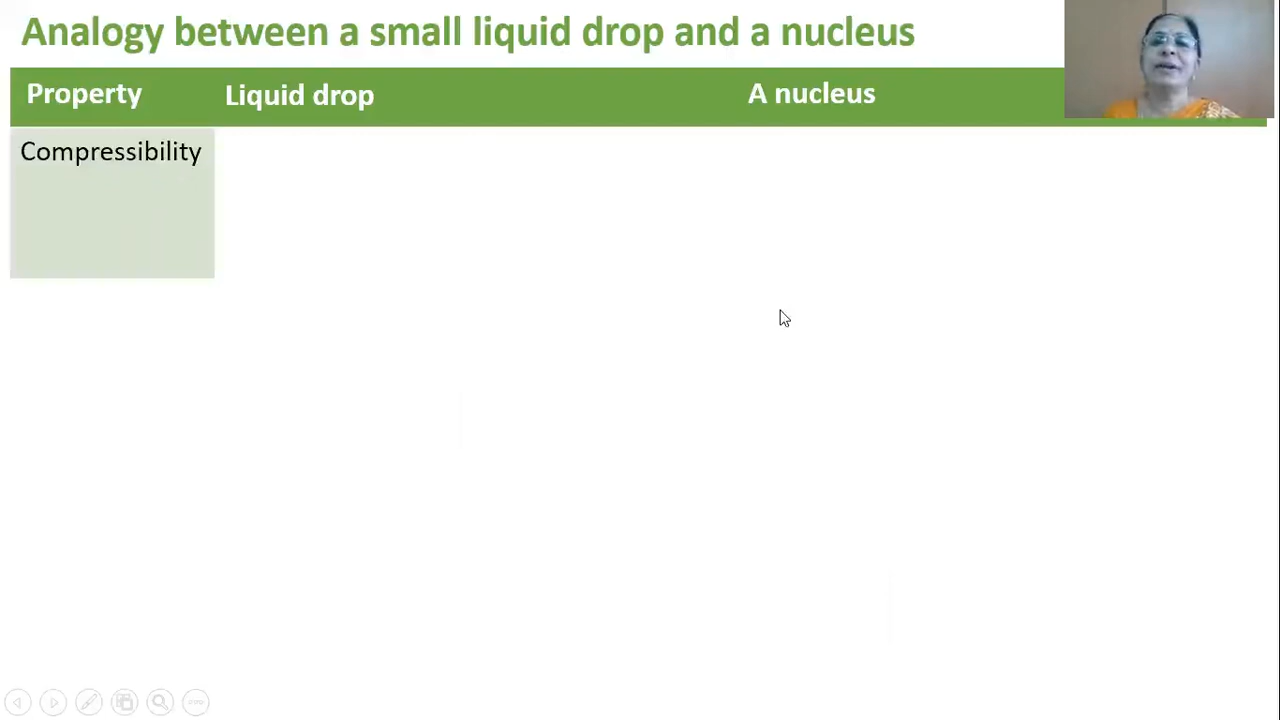 Analogy between a small liquid drop and a nucleus
Property Liquid drop A nucleus
Compressibility